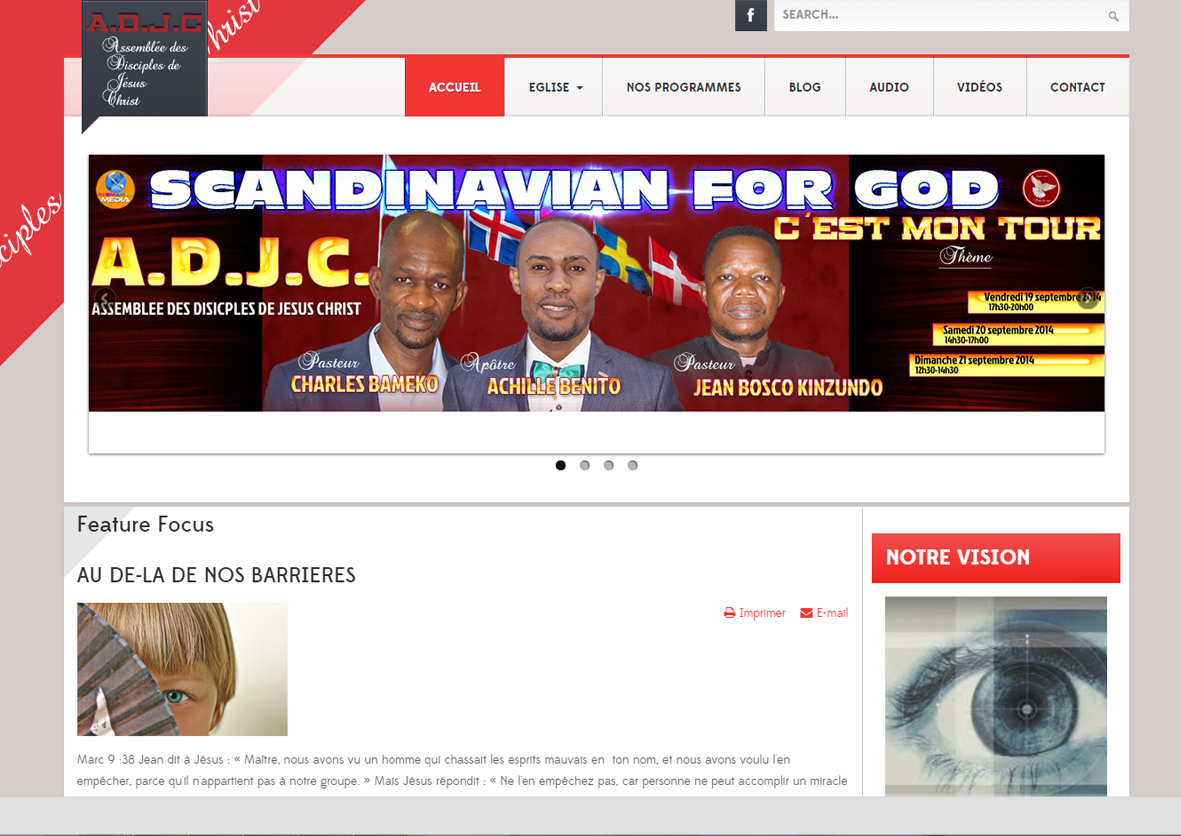 A.D.J.C
Assemblée des
Disciples de
Jésus
Christ
hrist
ciples
SEARCH...
ACCUEIL
EGLISE
NOS PROGRAMMES
BLOG
AUDIO
VIDÉOS
CONTACT
MEDIA
SCANDINAVIAN FOR GOD
C'EST MON TOUR
A.D.J.C.
Thème
ASSEMBLEE DES DISICPLES DE JESUS CHRIST
Vendredi 19 septembre 2014
17h30-20h00
Samedi 20 septembre 2014
14h30-17h00
Dimanche 21 septembre 2014
12h30-14h30
Pasteur
CHARLES BAMEKO
Apôtre
ACHILLE BENITO
Pasteur
JEAN BOSCO KINZUNDO
Feature Focus
AU DE-LA DE NOS BARRIERES
Imprimer
E-mail
Marc 9 :38 Jean dit à Jésus : « Maître, nous avons vu un homme qui chassait les esprits mauvais en ton nom, et nous avons voulu l'en
empêcher, parce qu'il n'appartient pas à notre groupe. » Mais Jésus répondit : « Ne l'en empêchez pas, car personne ne peut accomplir un miracle
NOTRE VISION